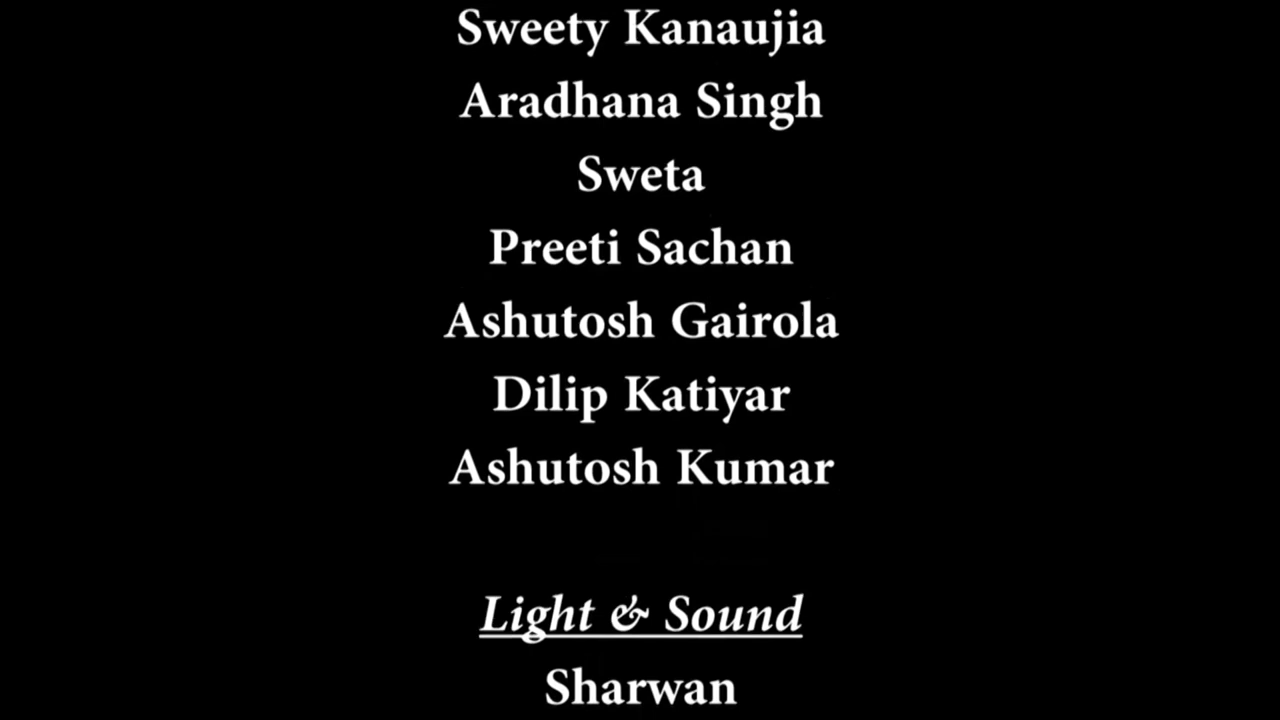 Sweety Kanaujia
Aradhana Singh
Sweta
Preeti Sachan
Ashutosh Gairola
Dilip Katiyar
Ashutosh Kumar
Light & Sound
Sharwan